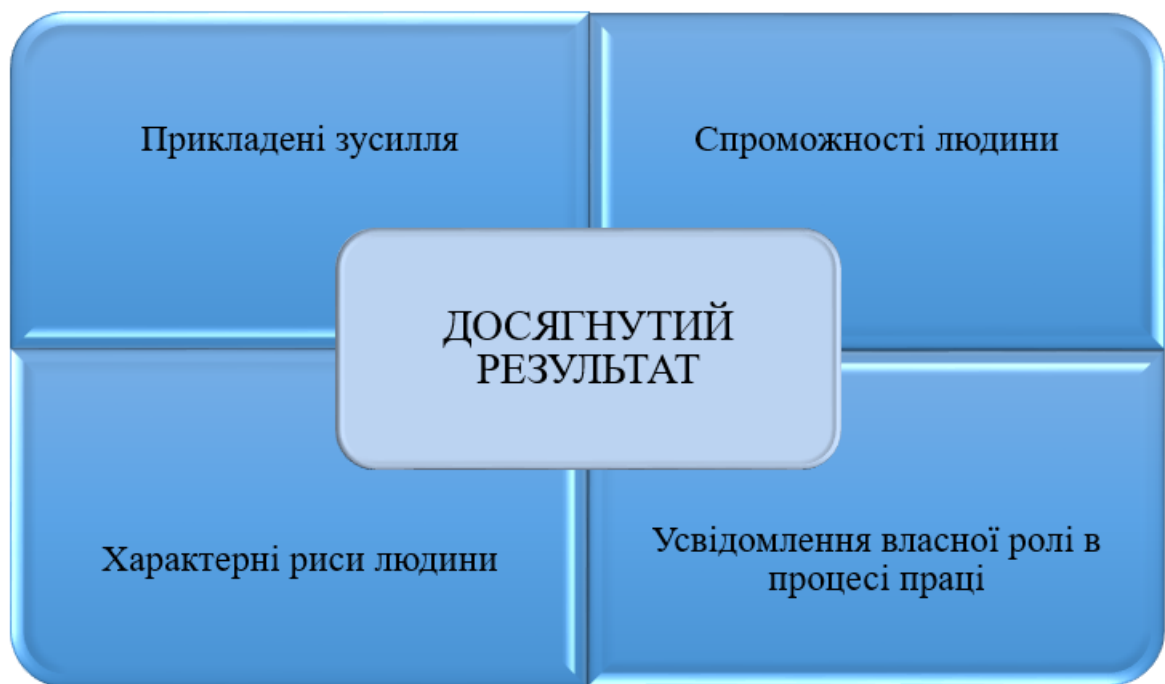 Прикладені зусилля
Спроможності людини
ДОСЯГНУТИЙ
РЕЗУЛЬТАТ
Характерні риси людини
Усвідомлення власної ролі в
процесі праці